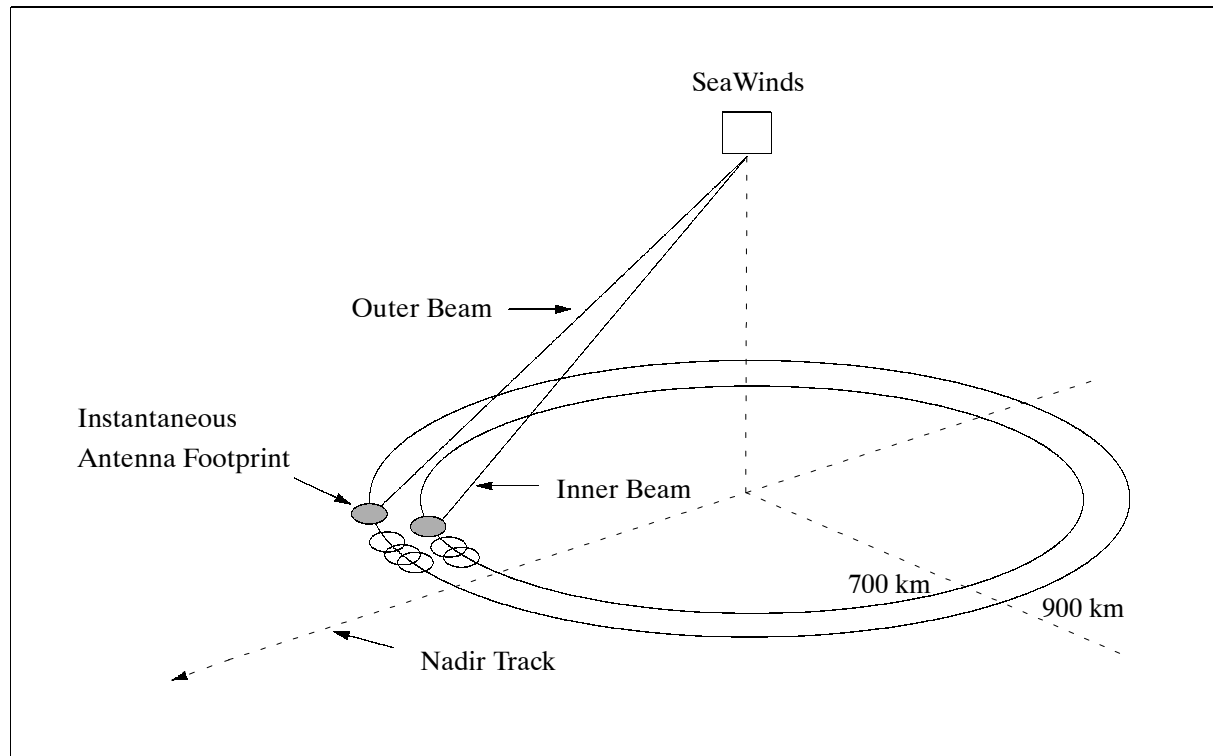 SeaWinds
Outer Beam
Instantaneous
Antenna Footprint
Inner Beam
700 km
900 km
Nadir Track